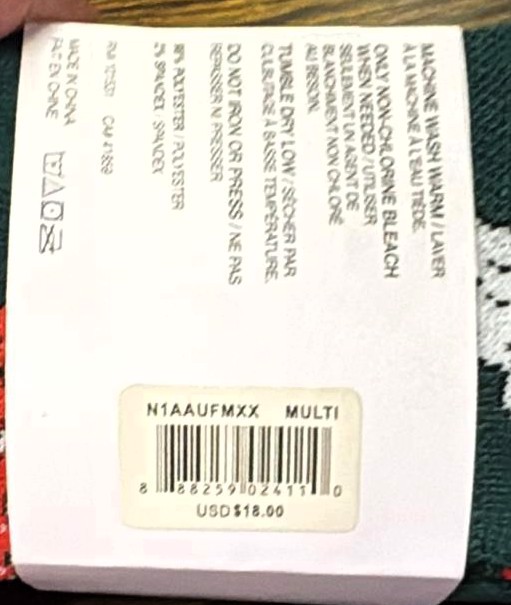 MACHINE WASH WARM / LAVER
À LA MACHINE À L'EAU TIÈDE.
ONLY NON-CHLORINE BLEACH
WHEN NEEDED / UTILISER
SEULEMENT UN AGENT DE
BLANCHIMENT NON CHLORÉ
AU BESOIN.
TUMBLE DRY LOW / SÉCHER PAR
CULBUTAGE À BASSE TEMPÉRATURE.
DO NOT IRON OR PRESS / NE PAS
REPASSER NI PRESSER
POLYESTER / POLYESTER
2% SPANDEX / SPANDEX
MADE IN CHINA
FAIT EN CHINE
N1AAUFMXX MULTI
8 88259 02411 0
USD$18.00